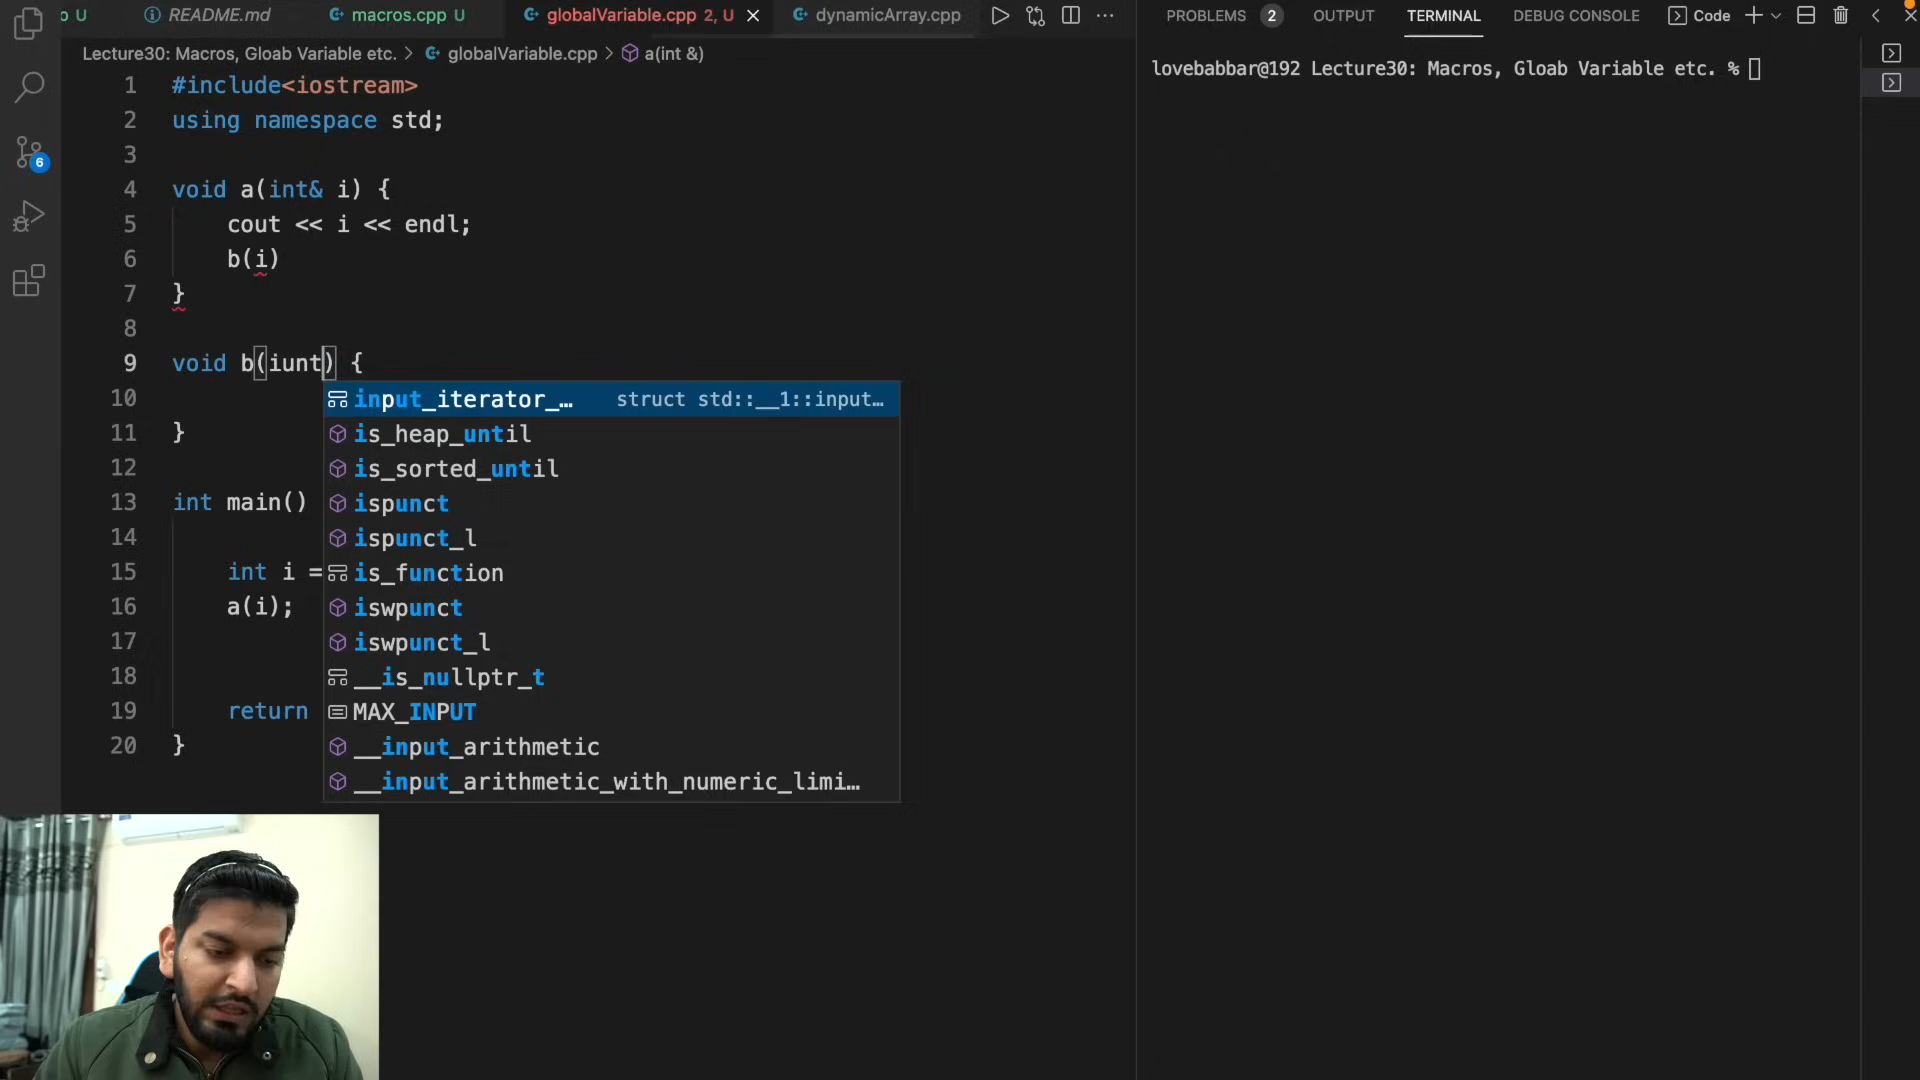 o U README.md macros.cpp U globalVariable.cpp 2, U dynamicArray.cpp
Lecture30: Macros, Gloab Variable etc. > globalVariable.cpp > a(int &)
1 #include<iostream>
2 using namespace std;
3
4 void a(int& i) {
5 cout << i << endl;
6 b(i)
7 }
8
9 void b(iunt) {
10
11 }
12
13 int main()
14
15 int i =
16 a(i);
17
18
19 return
20 }
input_iterator_… struct std::__1::input…
is_heap_until
is_sorted_until
ispunct
ispunct_l
is_function
iswpunct
iswpunct_l
__is_nullptr_t
MAX_INPUT
__input_arithmetic
__input_arithmetic_with_numeric_limi…
6
PROBLEMS 2 OUTPUT TERMINAL DEBUG CONSOLE Code
lovebabbar@192 Lecture30: Macros, Gloab Variable etc. %